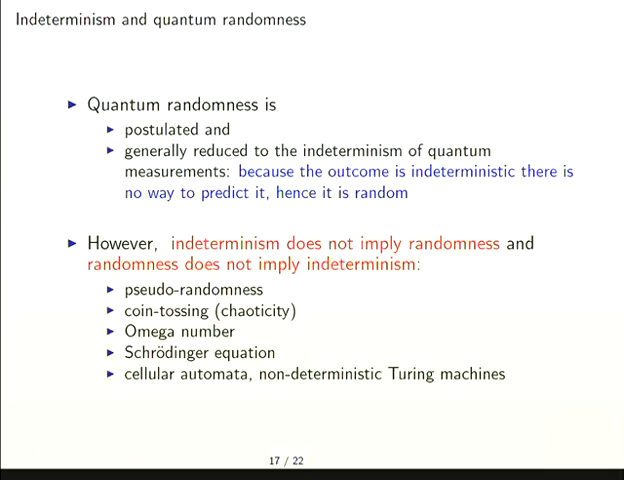 Indeterminism and quantum randomness
Quantum randomness is
postulated and
generally reduced to the indeterminism of quantum
measurements: because the outcome is indeterministic there is
no way to predict it, hence it is random
However, indeterminism does not imply randomness and
randomness does not imply indeterminism:
pseudo-randomness
coin-tossing (chaoticity)
Omega number
Schrödinger equation
cellular automata, non-deterministic Turing machines
17 / 22